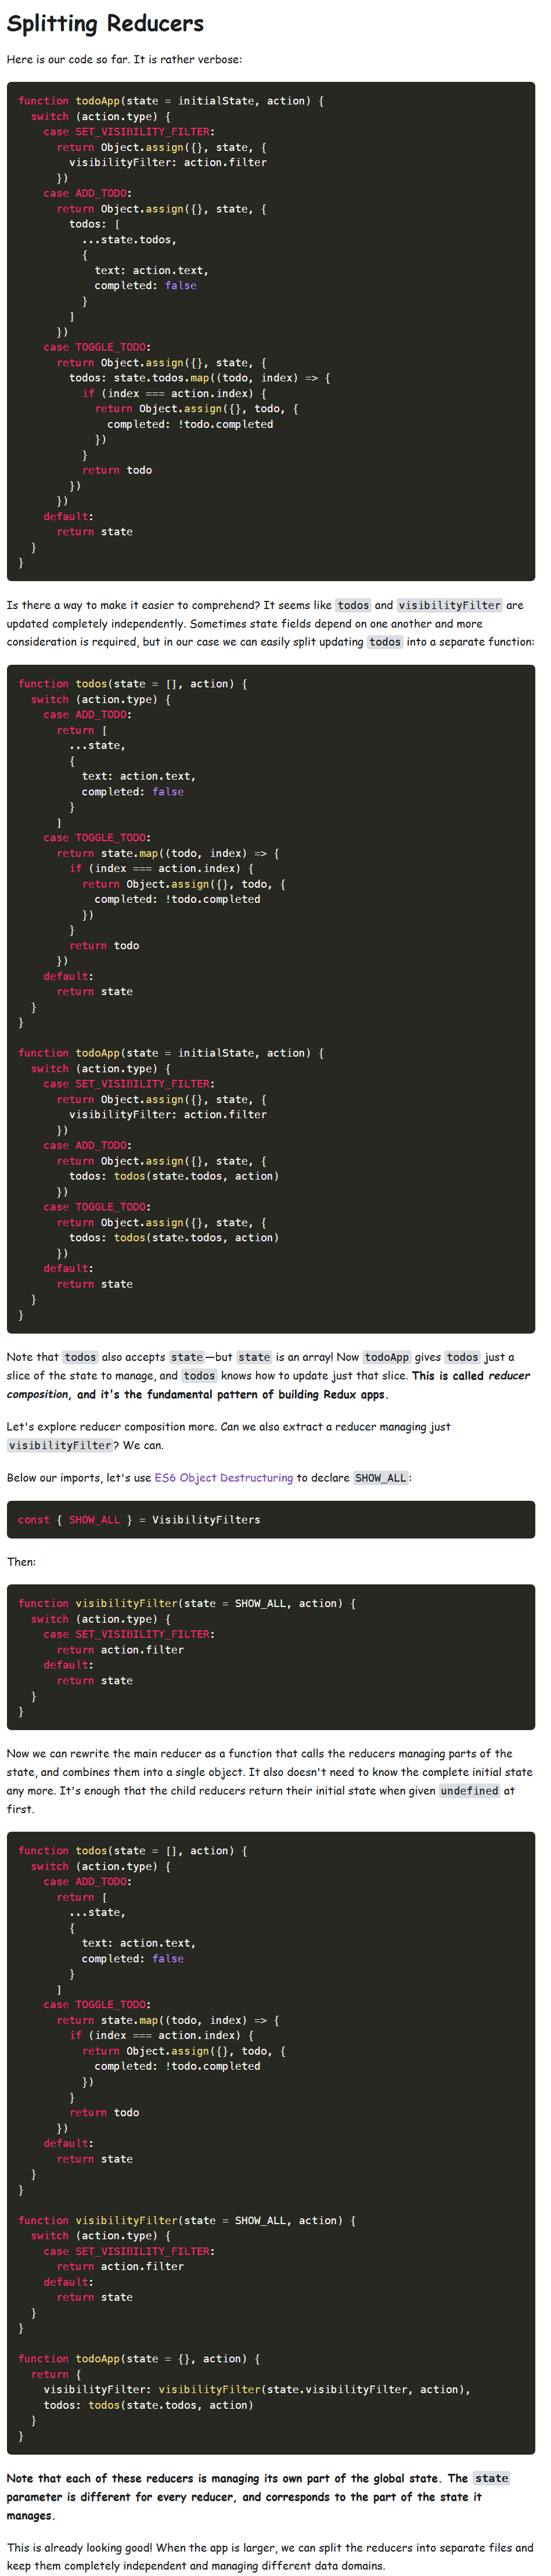 Splitting Reducers
Here is our code so far. It is rather verbose:
function todoApp(state = initialState, action) {
  switch (action.type) {
    case SET_VISIBILITY_FILTER:
      return Object.assign({}, state, {
        visibilityFilter: action.filter
      })
    case ADD_TODO:
      return Object.assign({}, state, {
        todos: [
          ...state.todos,
          {
            text: action.text,
            completed: false
          }
        ]
      })
    case TOGGLE_TODO:
      return Object.assign({}, state, {
        todos: state.todos.map((todo, index) => {
          if (index === action.index) {
            return Object.assign({}, todo, {
              completed: !todo.completed
            })
          }
          return todo
        })
      })
    default:
      return state
  }
}
Is there a way to make it easier to comprehend? It seems like todos and visibilityFilter are
updated completely independently. Sometimes state fields depend on one another and more
consideration is required, but in our case we can easily split updating todos into a separate function:
function todos(state = [], action) {
  switch (action.type) {
    case ADD_TODO:
      return [
        ...state,
        {
          text: action.text,
          completed: false
        }
      ]
    case TOGGLE_TODO:
      return state.map((todo, index) => {
        if (index === action.index) {
          return Object.assign({}, todo, {
            completed: !todo.completed
          })
        }
        return todo
      })
    default:
      return state
  }
}
function todoApp(state = initialState, action) {
  switch (action.type) {
    case SET_VISIBILITY_FILTER:
      return Object.assign({}, state, {
        visibilityFilter: action.filter
      })
    case ADD_TODO:
      return Object.assign({}, state, {
        todos: todos(state.todos, action)
      })
    case TOGGLE_TODO:
      return Object.assign({}, state, {
        todos: todos(state.todos, action)
      })
    default:
      return state
  }
}
Note that todos also accepts state—but state is an array! Now todoApp gives todos just a
slice of the state to manage, and todos knows how to update just that slice. This is called reducer
composition, and it's the fundamental pattern of building Redux apps.
Let's explore reducer composition more. Can we also extract a reducer managing just
visibilityFilter? We can.
Below our imports, let's use ES6 Object Destructuring to declare SHOW_ALL:
const { SHOW_ALL } = VisibilityFilters
Then:
function visibilityFilter(state = SHOW_ALL, action) {
  switch (action.type) {
    case SET_VISIBILITY_FILTER:
      return action.filter
    default:
      return state
  }
}
Now we can rewrite the main reducer as a function that calls the reducers managing parts of the
state, and combines them into a single object. It also doesn't need to know the complete initial state
any more. It's enough that the child reducers return their initial state when given undefined at
first.
function todos(state = [], action) {
  switch (action.type) {
    case ADD_TODO:
      return [
        ...state,
        {
          text: action.text,
          completed: false
        }
      ]
    case TOGGLE_TODO:
      return state.map((todo, index) => {
        if (index === action.index) {
          return Object.assign({}, todo, {
            completed: !todo.completed
          })
        }
        return todo
      })
    default:
      return state
  }
}
function visibilityFilter(state = SHOW_ALL, action) {
  switch (action.type) {
    case SET_VISIBILITY_FILTER:
      return action.filter
    default:
      return state
  }
}
function todoApp(state = {}, action) {
  return {
    visibilityFilter: visibilityFilter(state.visibilityFilter, action),
    todos: todos(state.todos, action)
  }
}
Note that each of these reducers is managing its own part of the global state. The state
parameter is different for every reducer, and corresponds to the part of the state it
manages.
This is already looking good! When the app is larger, we can split the reducers into separate files and
keep them completely independent and managing different data domains.